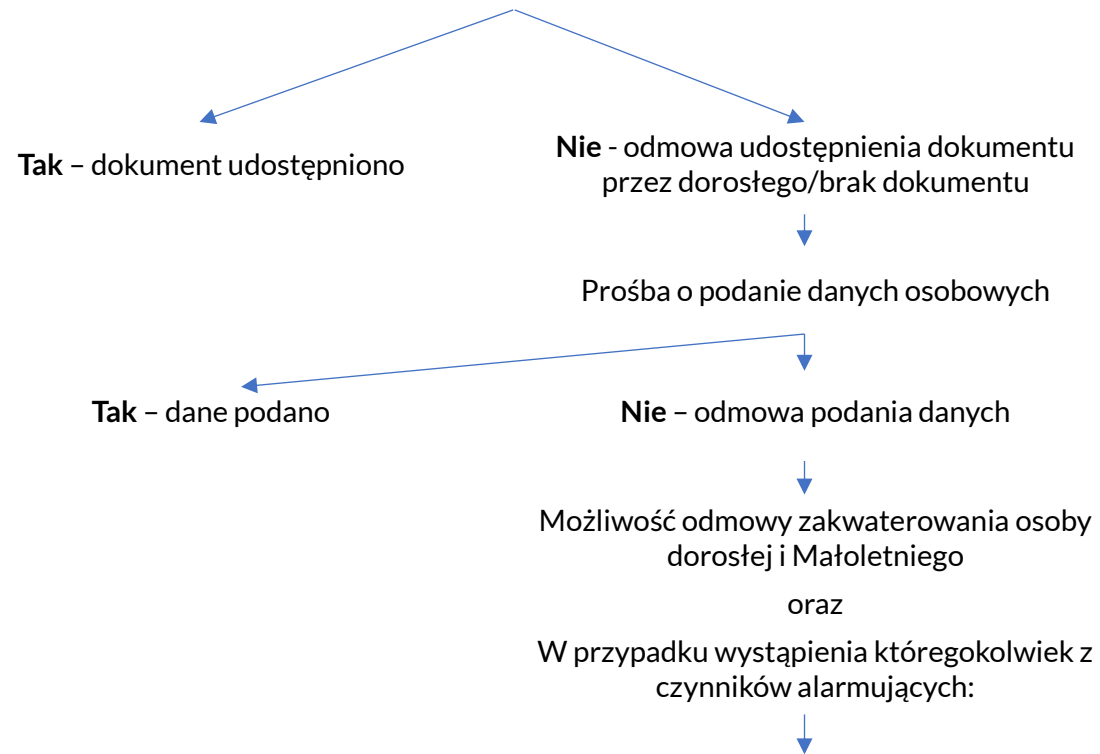 Tak – dokument udostępniono
Nie - odmowa udostępnienia dokumentu
przez dorosłego/brak dokumentu
Prośba o podanie danych osobowych
Tak – dane podano
Nie – odmowa podania danych
Możliwość odmowy zakwaterowania osoby
dorosłej i Małoletniego
oraz
W przypadku wystąpienia któregokolwiek z
czynników alarmujących: